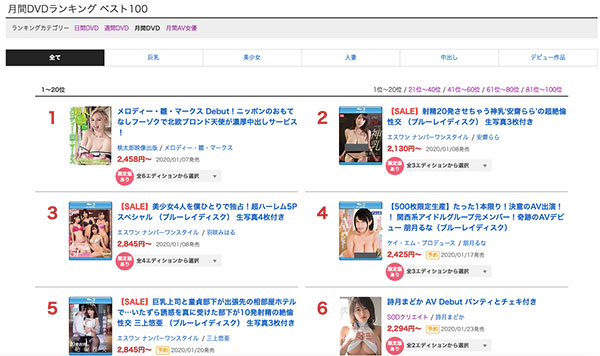 月間DVDランキング ベスト100
ランキングカテゴリー 日間DVD 週間DVD 月間DVD 月間AV女優
全て 巨乳 美少女 人妻 中出し デビュー作品
1~20位 1位~20位 / 21位~40位 / 41位~60位 / 61位~80位 / 81位~100位
1
メロディー・雛・マークス Debut!ニッポンのおもて
なしフーゾクで北欧ブロンド天使が濃厚中出しサービス
!
桃太郎映像出版 / メロディー・雛・マークス
2,458円~ 2020/01/07発売
限定版あり 全6エディションから選択
2
【SALE】射精20発させちゃう神乳'安齋らら'の超絶倫
性交 (ブルーレイディスク) 生写真3枚付き
エスワン ナンバーワンスタイル / 安齋らら
2,130円~ 2020/01/08発売
限定版あり 全3エディションから選択
3
【SALE】美少女4人を僕ひとりで独占!超ハーレム5P
スペシャル (ブルーレイディスク) 生写真4枚付き
エスワン ナンバーワンスタイル / 羽咲みはる
2,845円~ 2020/01/08発売
限定版あり 全4エディションから選択
4
【500枚限定生産】たった1本限り!決意のAV出演!
! 関西系アイドルグループ元メンバー!奇跡のAVデビ
ュー 朋月るな (ブルーレイディスク)
ケイ・エム・プロデュース / 朋月るな
2,425円~ 予約 2020/01/17発売
限定版あり 全3エディションから選択
5
【SALE】巨乳上司と童貞部下が出張先の相部屋ホテル
で…いたずら誘惑を真に受けた部下が10発射精の絶倫
性交 三上悠亜 (ブルーレイディスク) 生写真3枚付き
エスワン ナンバーワンスタイル / 三上悠亜
2,845円~ 予約 2020/01/20発売
6
詩月まどか AV Debut パンティとチェキ付き
SODクリエイト / 詩月まどか
2,294円~ 予約 2020/01/23発売
限定版あり 全2エディションから選択